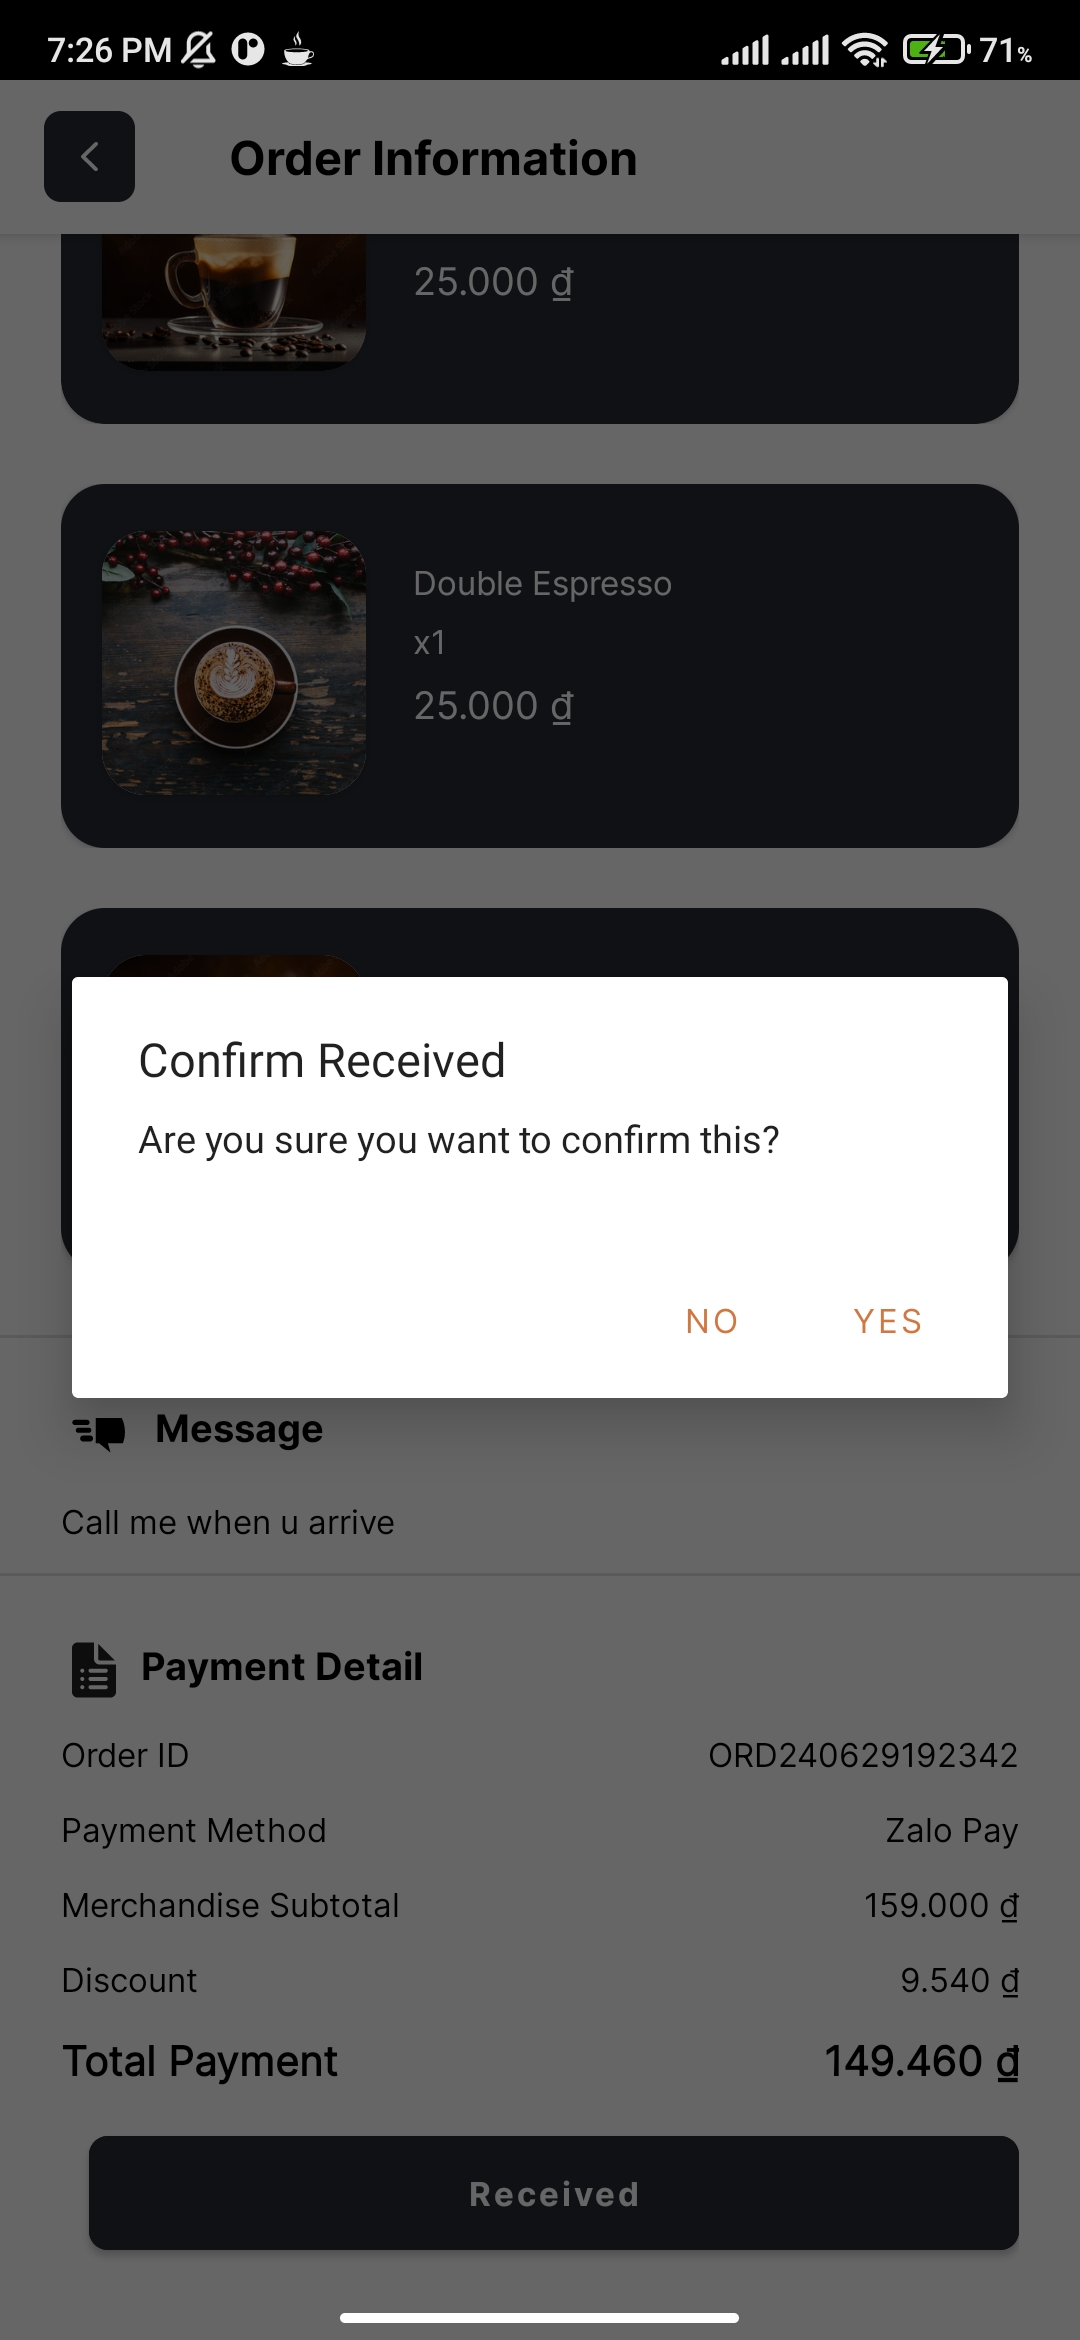 7:26 PM 71%
Order Information
25.000 ₫
Double Espresso
x1
25.000 ₫
Confirm Received
Are you sure you want to confirm this?
NO YES
Message
Call me when u arrive
Payment Detail
Order ID ORD240629192342
Payment Method Zalo Pay
Merchandise Subtotal 159.000 ₫
Discount 9.540 ₫
Total Payment 149.460 ₫
Received